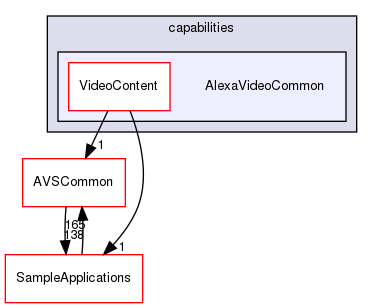 capabilities
VideoContent
AlexaVideoCommon
1
AVSCommon
165
138
1
SampleApplications